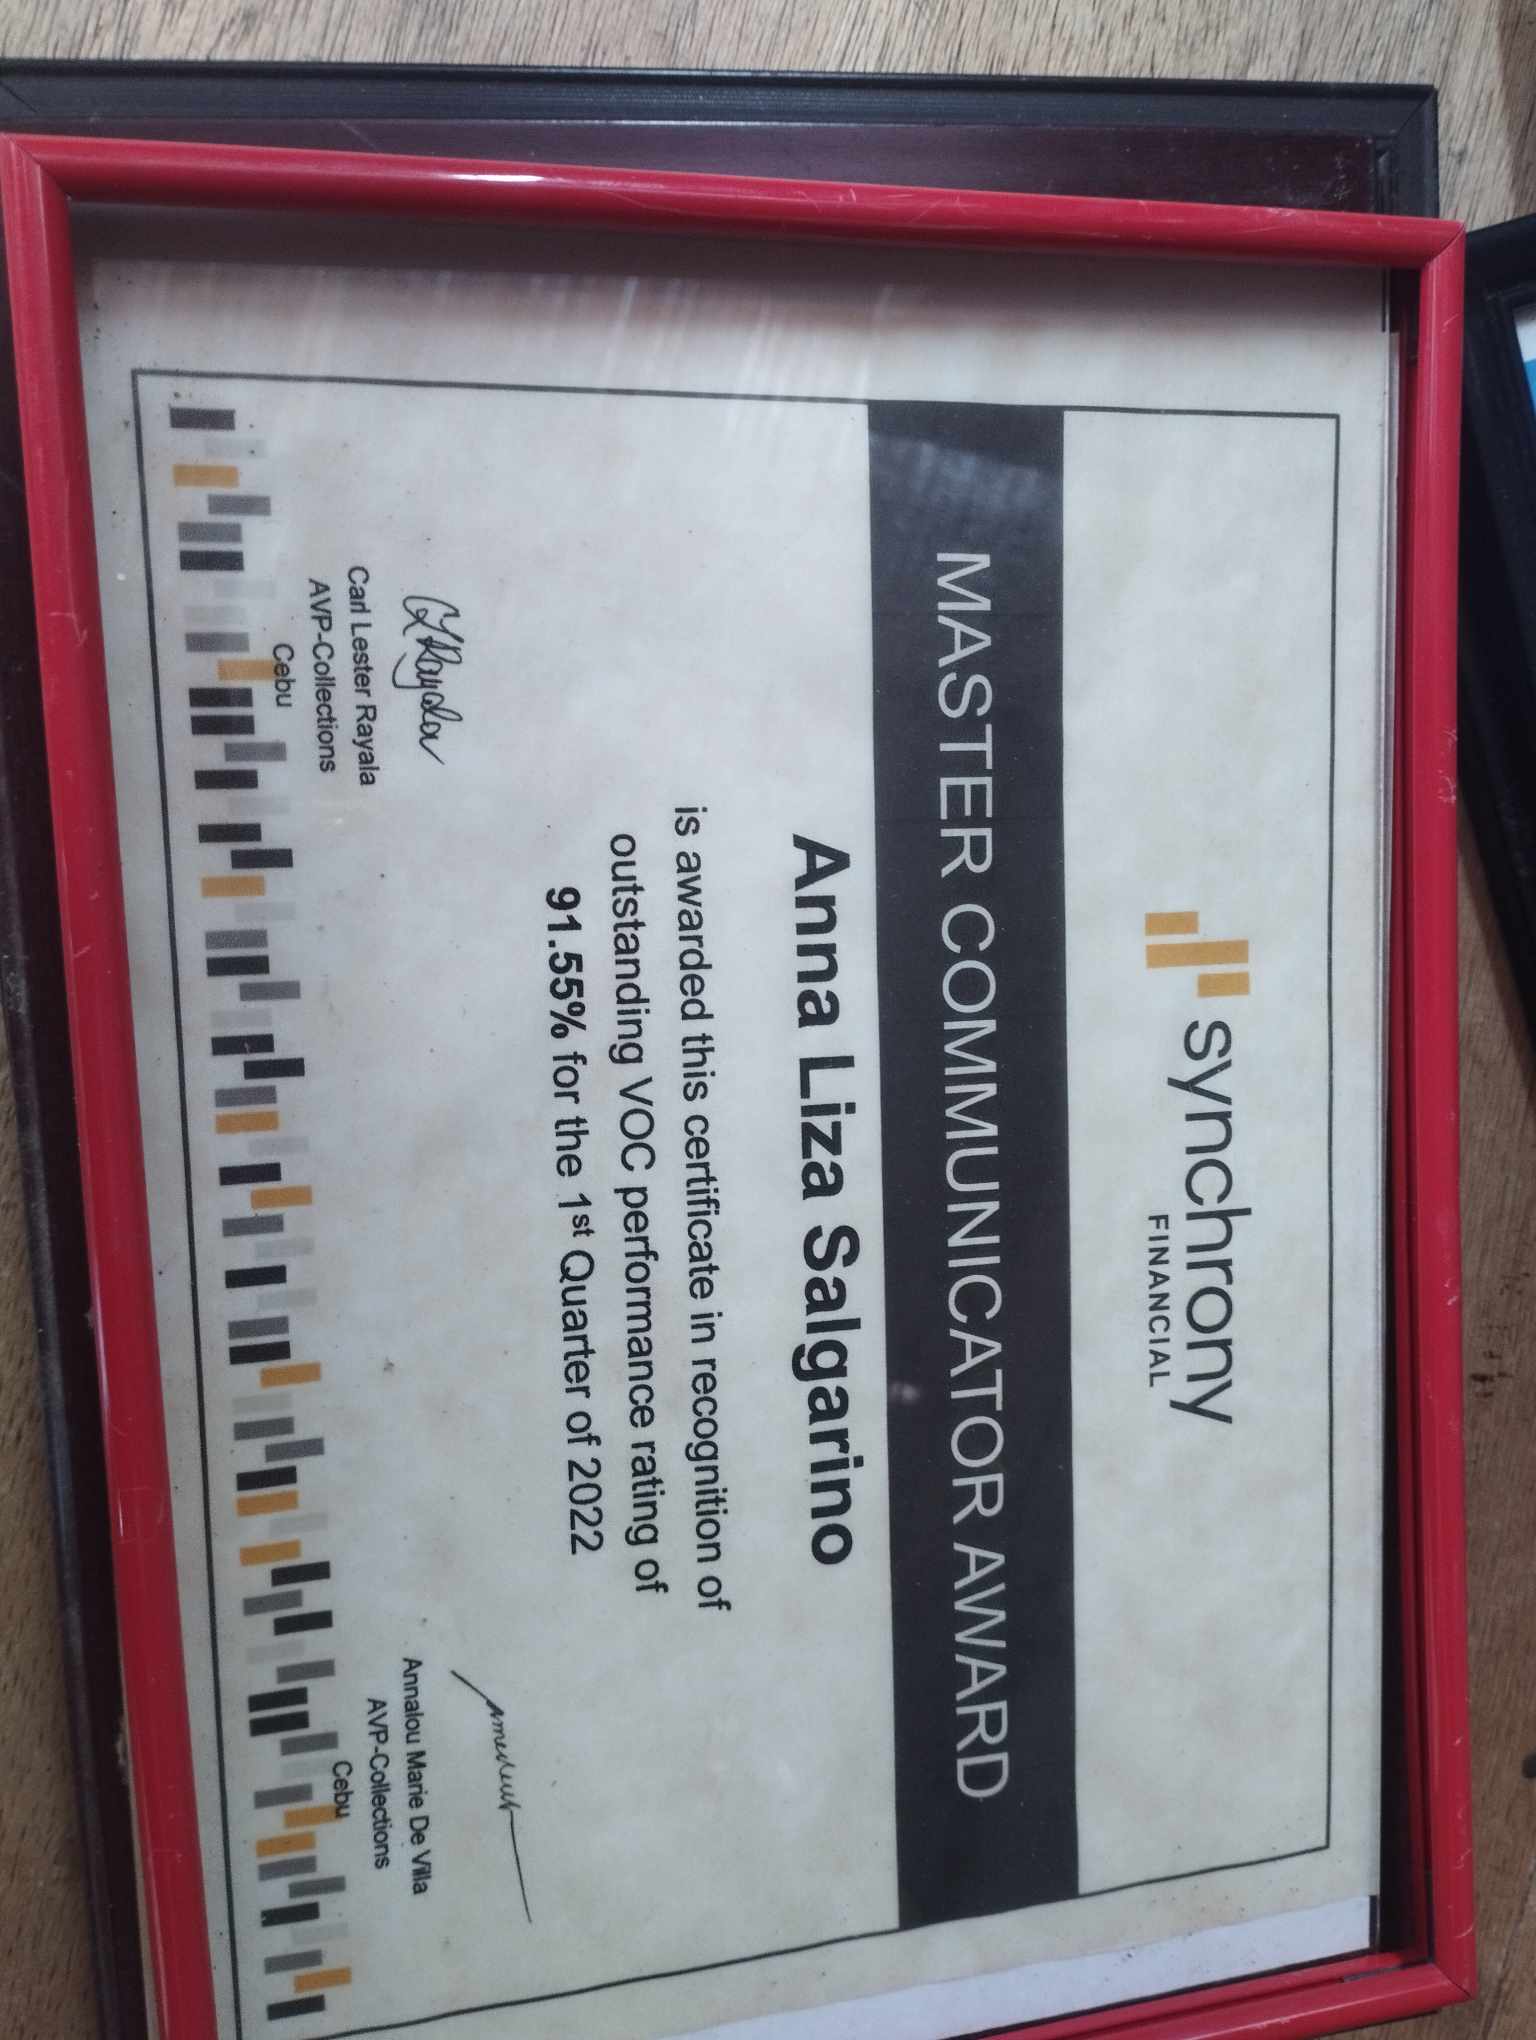 synchrony
FINANCIAL
MASTER COMMUNICATOR AWARD
Anna Liza Salgarino
is awarded this certificate in recognition of
outstanding VOC performance rating of
91.55% for the 1st Quarter of 2022
Carl Lester Rayala
AVP-Collections
Cebu
Annalou Marie De Villa
AVP-Collections
Cebu